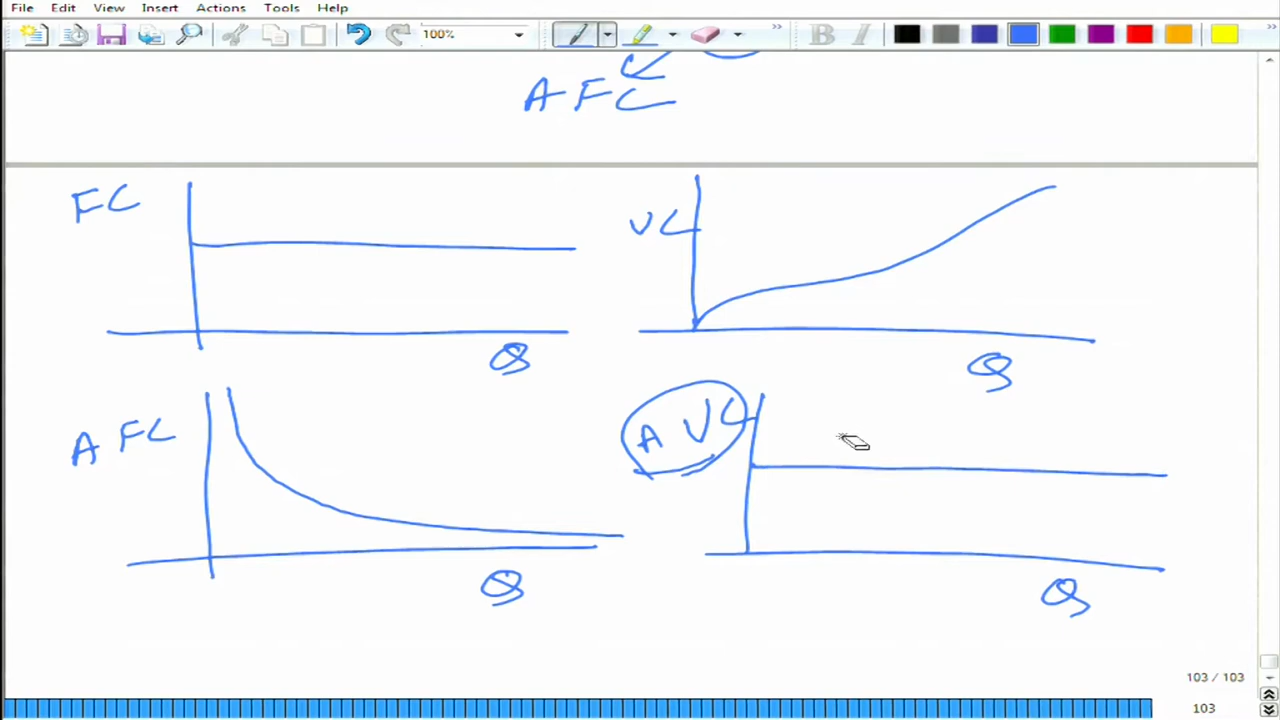 File Edit View Insert Actions Tools Help
100%
B I
AFC
FC
VC
Q
Q
AFC
AVC
Q
Q
103 / 103
103